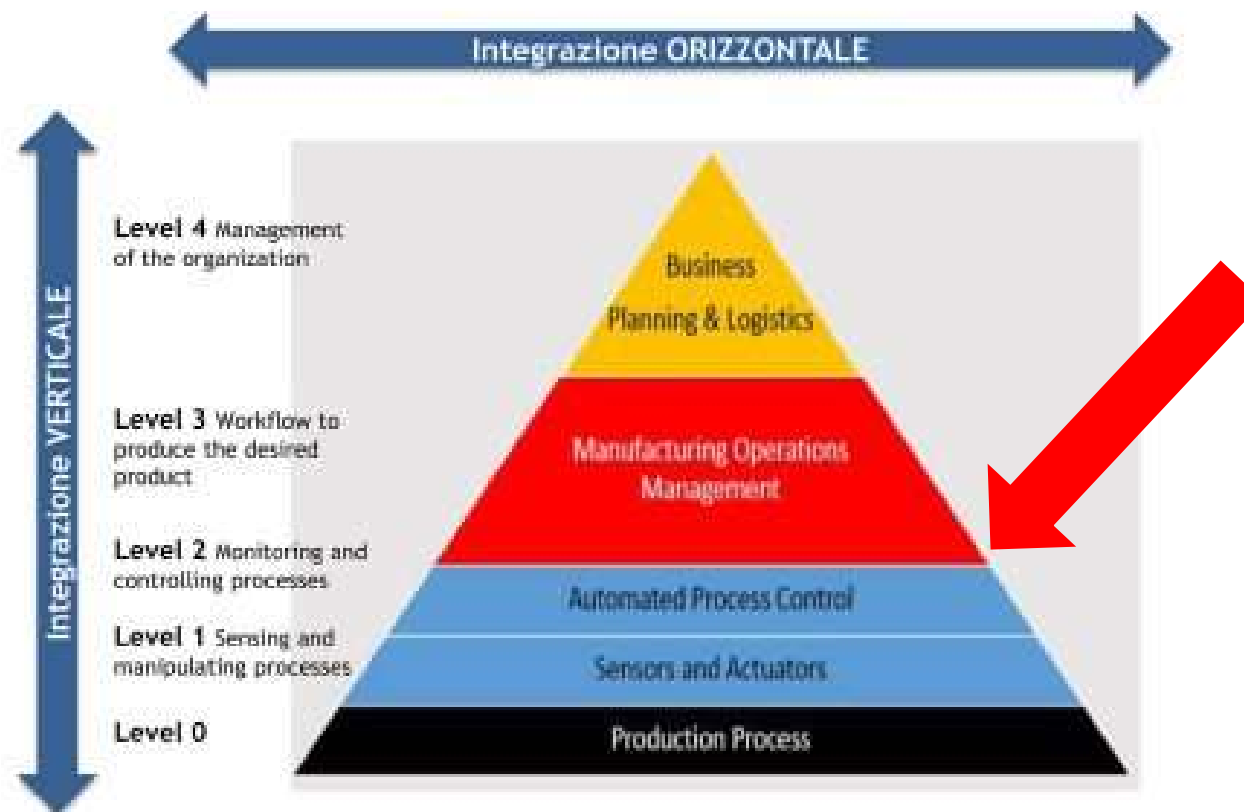 Integrazione ORIZZONTALE
Integrazione VERTICALE
Level 4 Management
of the organization
Business
Planning & Logistics
Level 3 Workflow to
produce the desired
product
Manufacturing Operations
Management
Level 2 Monitoring and
controlling processes
Automated Process Control
Level 1 Sensing and
manipulating processes
Sensors and Actuators
Level 0
Production Process